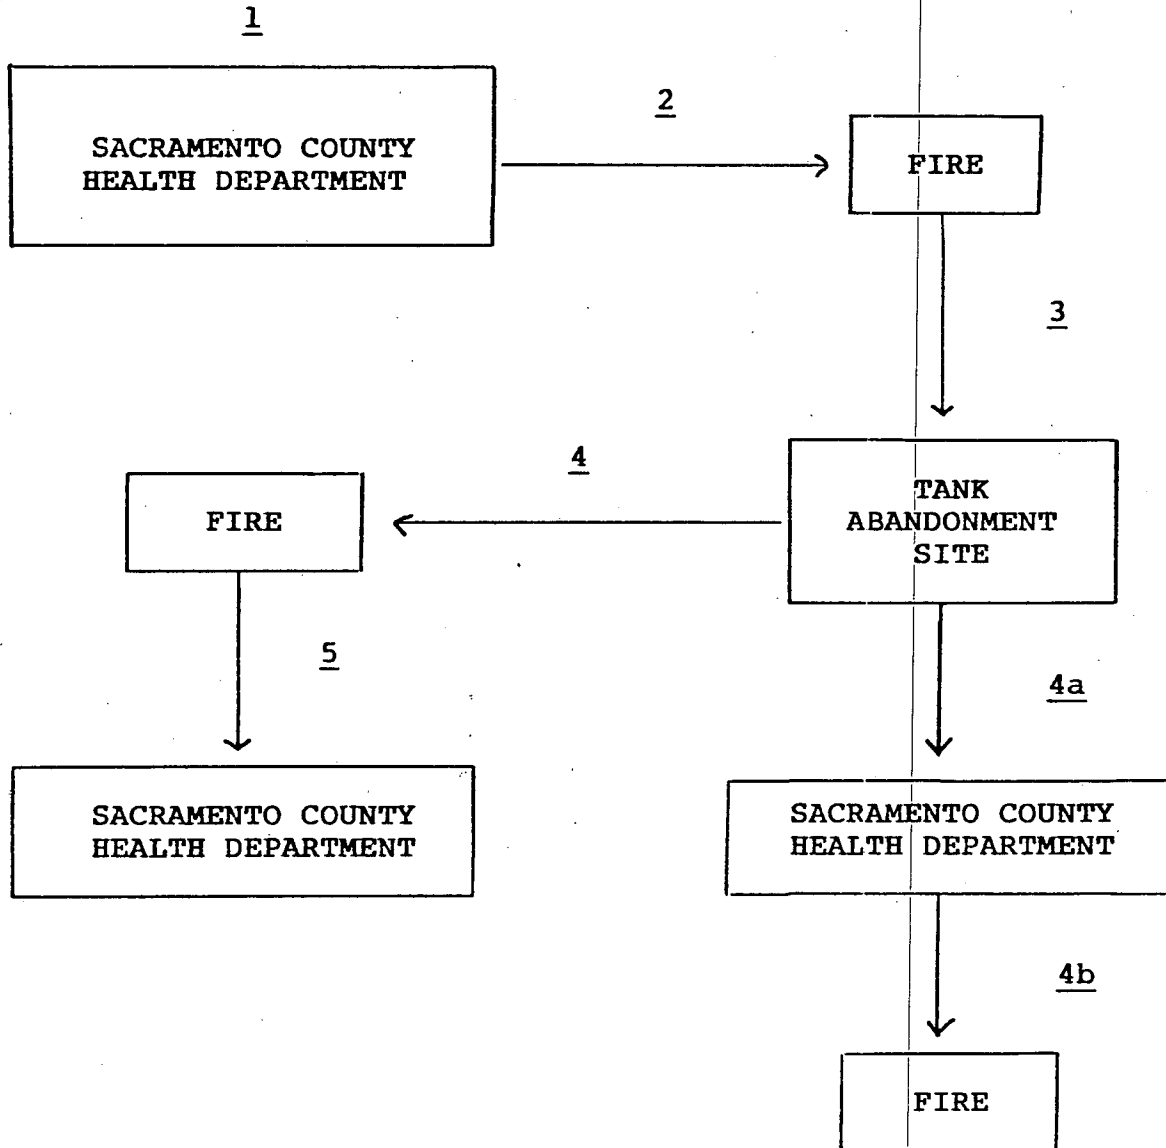 1
SACRAMENTO COUNTY
HEALTH DEPARTMENT
2
FIRE
3
TANK
ABANDONMENT
SITE
4
FIRE
5
4a
SACRAMENTO COUNTY
HEALTH DEPARTMENT
SACRAMENTO COUNTY
HEALTH DEPARTMENT
4b
FIRE